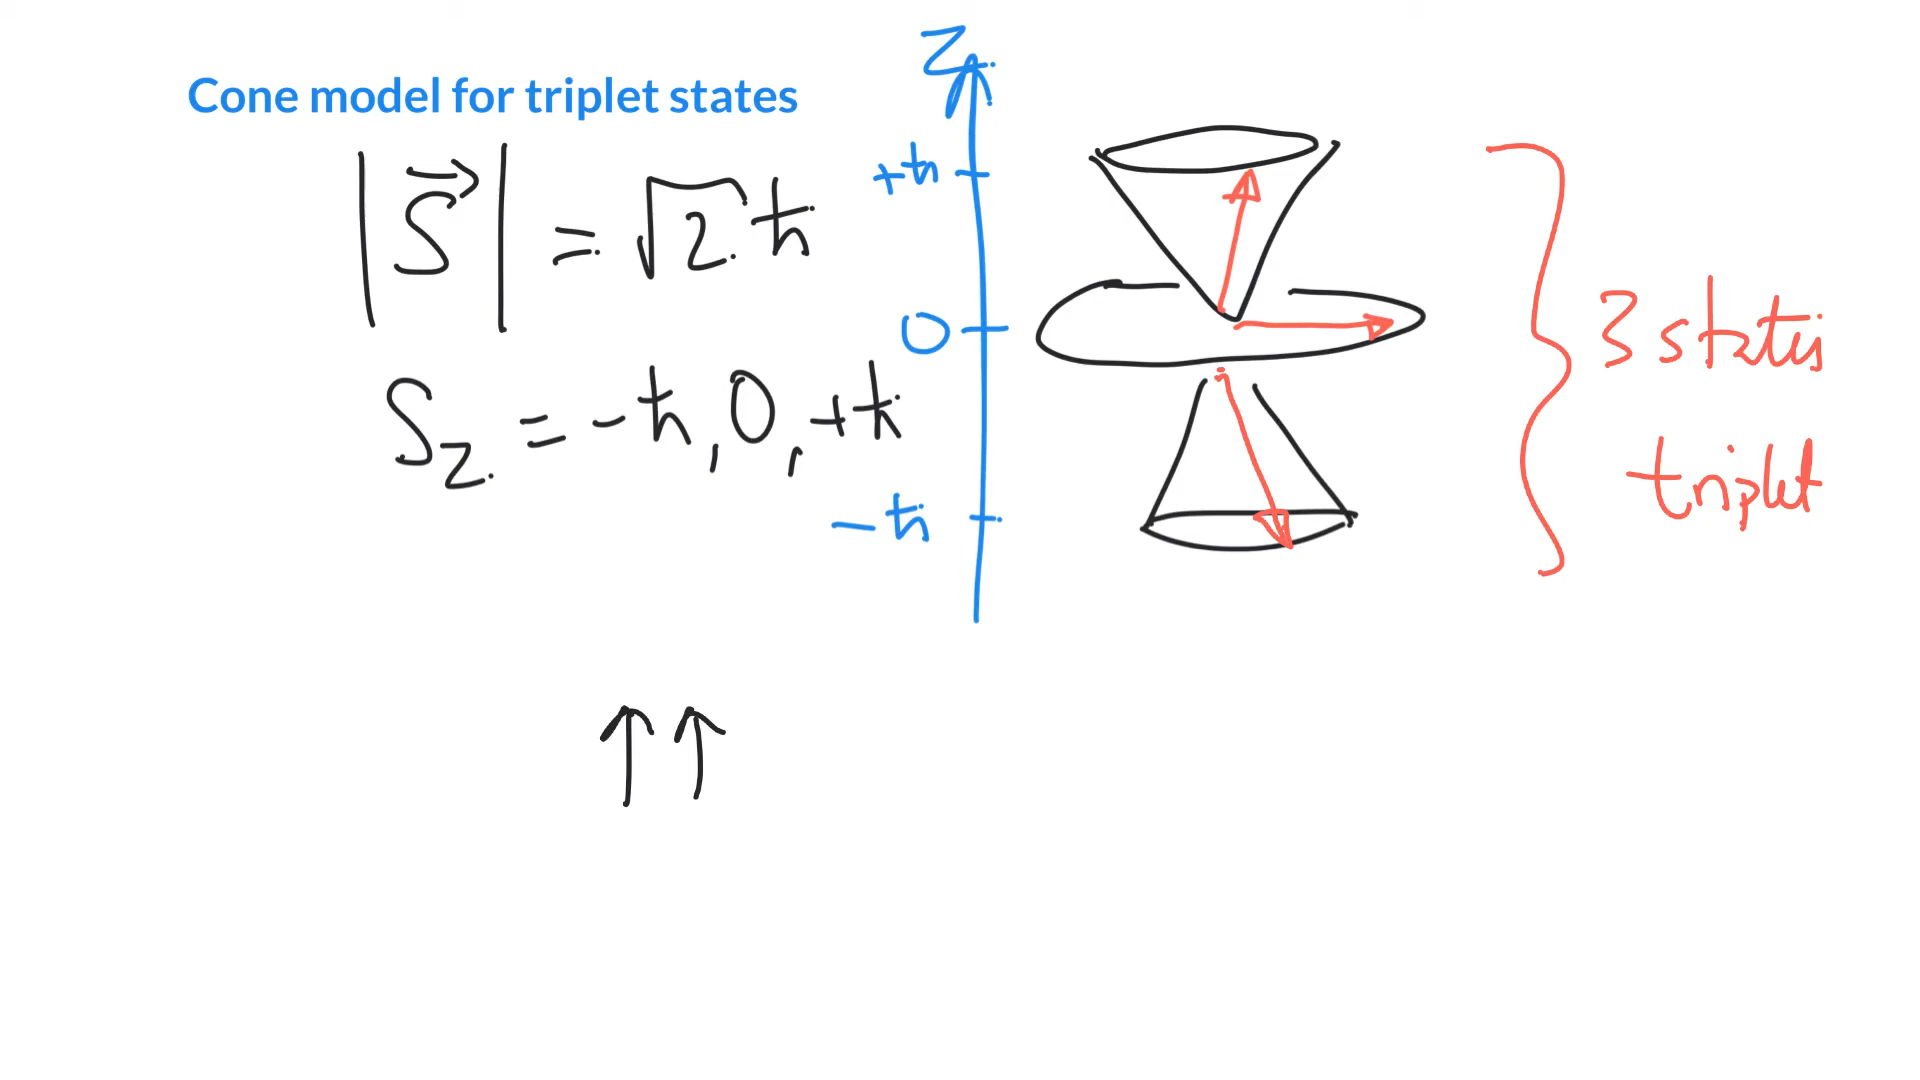 Cone model for triplet states
|S⃗| = √2 ħ
S_z = -ħ, 0, +ħ
z
+ħ
0
-ħ
3 states
triplet
↑↑